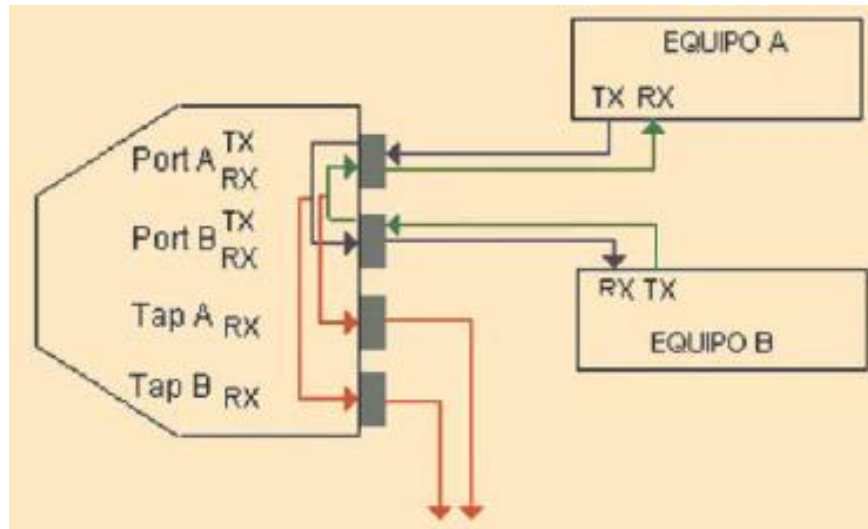 EQUIPO A
TX RX
Port A TX
RX
Port B TX
RX
Tap A RX
Tap B RX
RX TX
EQUIPO B